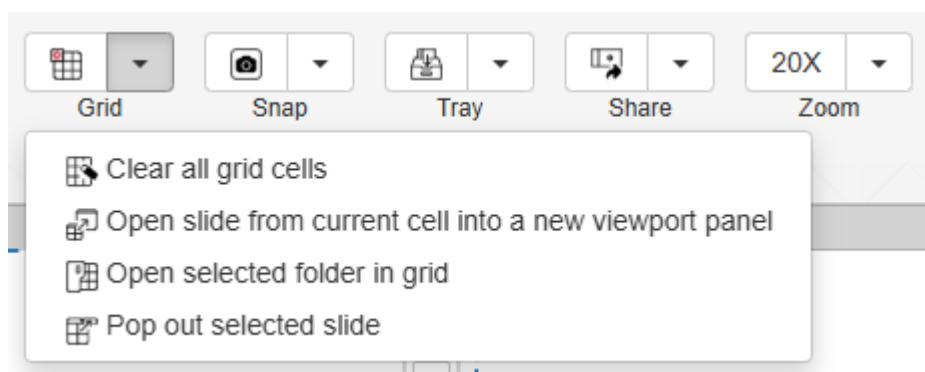 20X
Grid Snap Tray Share Zoom
Clear all grid cells
Open slide from current cell into a new viewport panel
Open selected folder in grid
Pop out selected slide